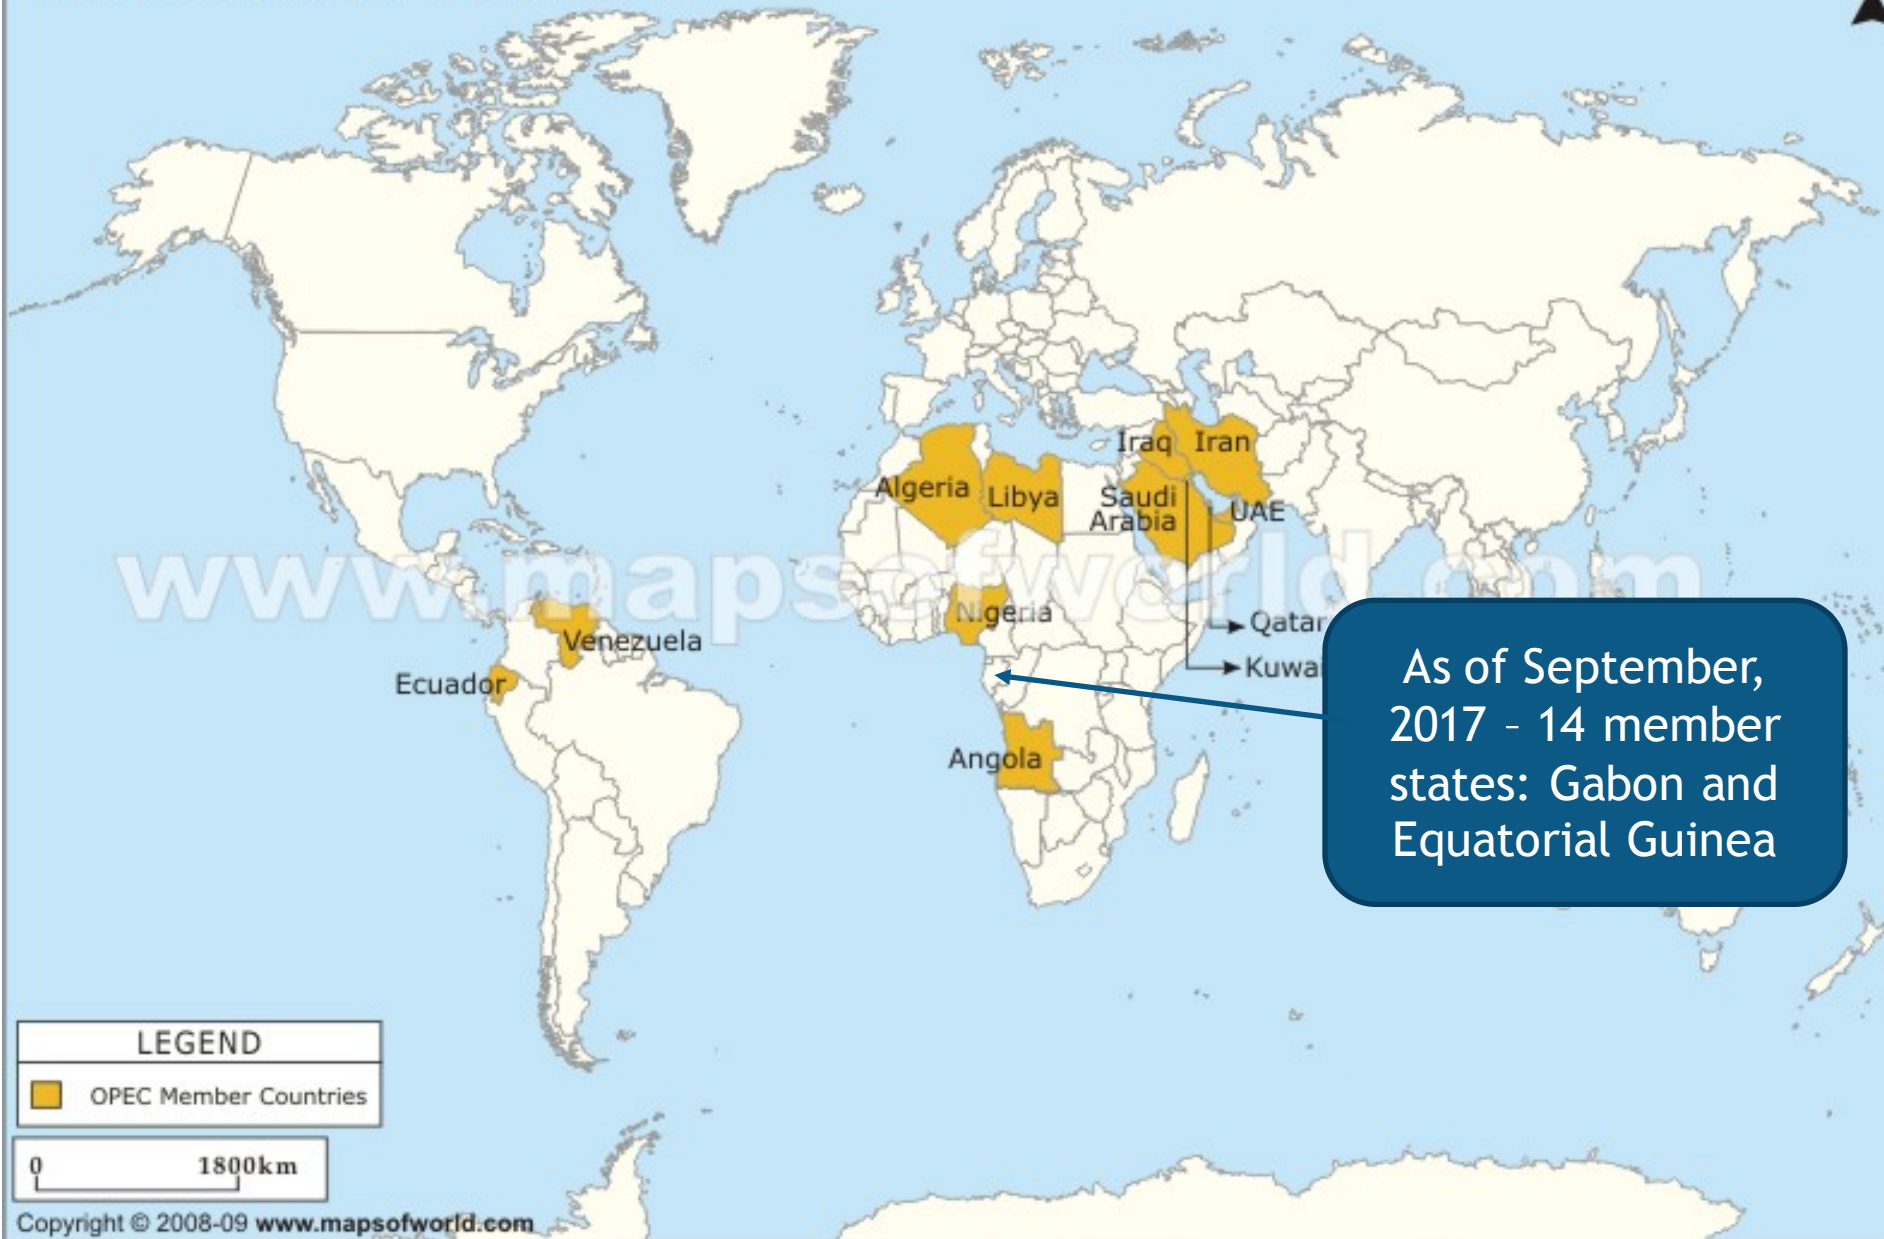 Iraq
Iran
Algeria
Libya
Saudi
Arabia
UAE
www.mapsofworld.com
Nigeria
Qatar
Venezuela
Ecuador
Angola
As of September,
2017 – 14 member
states: Gabon and
Equatorial Guinea
LEGEND
OPEC Member Countries
0 1800km
Copyright © 2008-09 www.mapsofworld.com